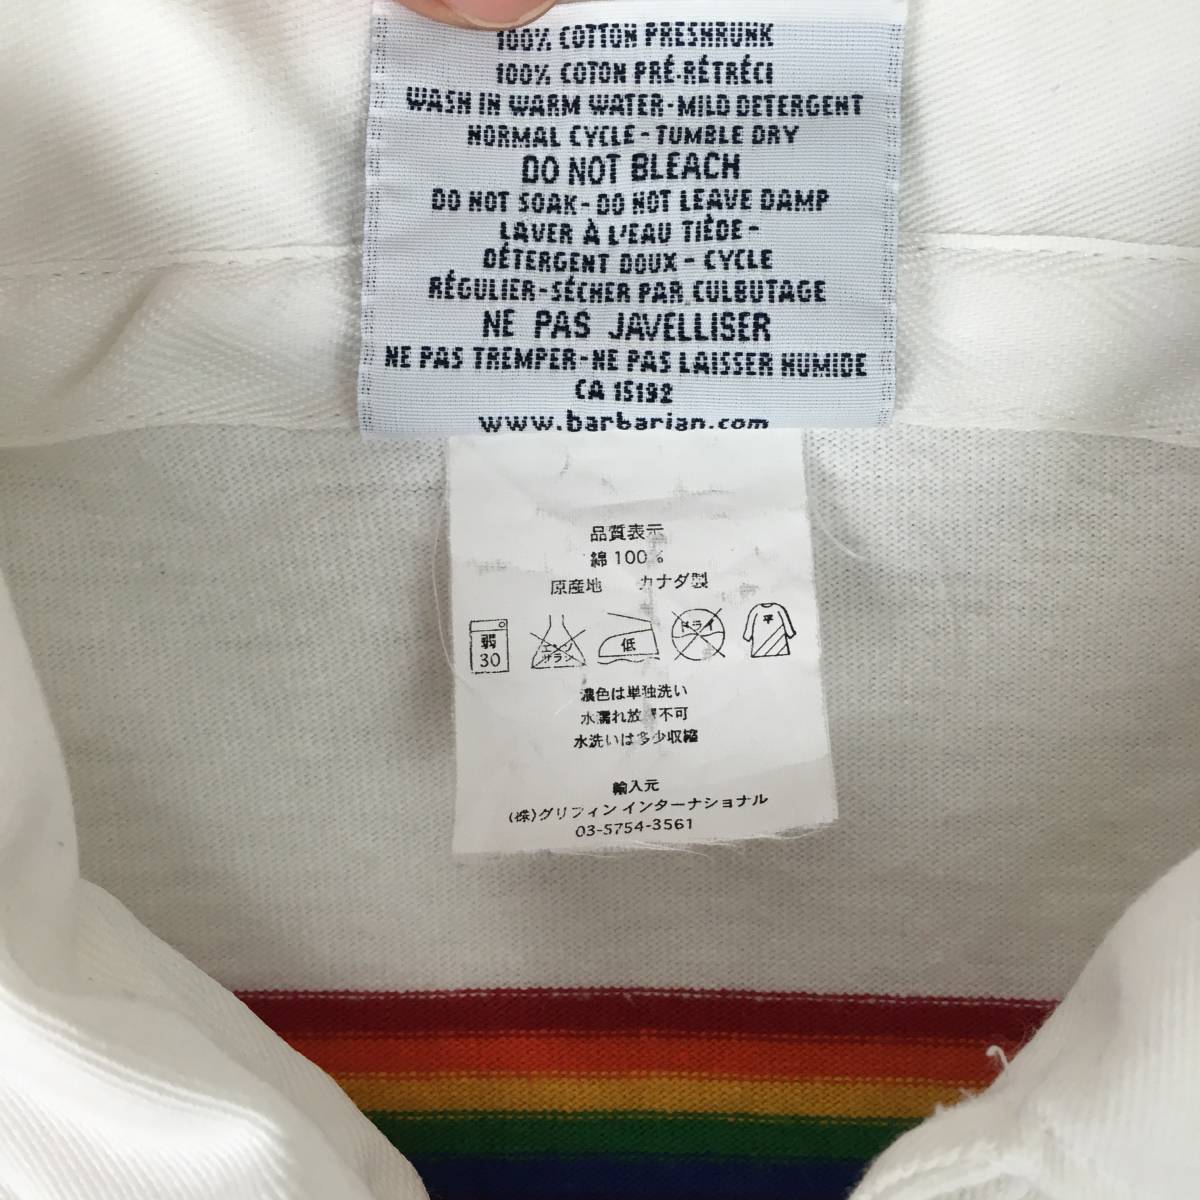 100% COTTON PRESHRUNK
100% COTON PRÉ-RÉTRÉCI
WASH IN WARM WATER-MILD DETERGENT
NORMAL CYCLE-TUMBLE DRY
DO NOT BLEACH
DO NOT SOAK-DO NOT LEAVE DAMP
LAVER À L'EAU TIÈDE-
DÉTERGENT DOUX-CYCLE
RÉGULIER-SÉCHER PAR CULBUTAGE
NE PAS JAVELLISER
NE PAS TREMPER-NE PAS LAISSER HUMIDE
CA 15192
www.barbarian.com
品質表示
綿 100%
原産地 カナダ製
弱
30
エンソ
サラシ
低
ドライ
平
濃色は単独洗い
水濡れ放置不可
水洗いは多少収縮
輸入元
(株)グリフィン インターナショナル
03-5754-3561